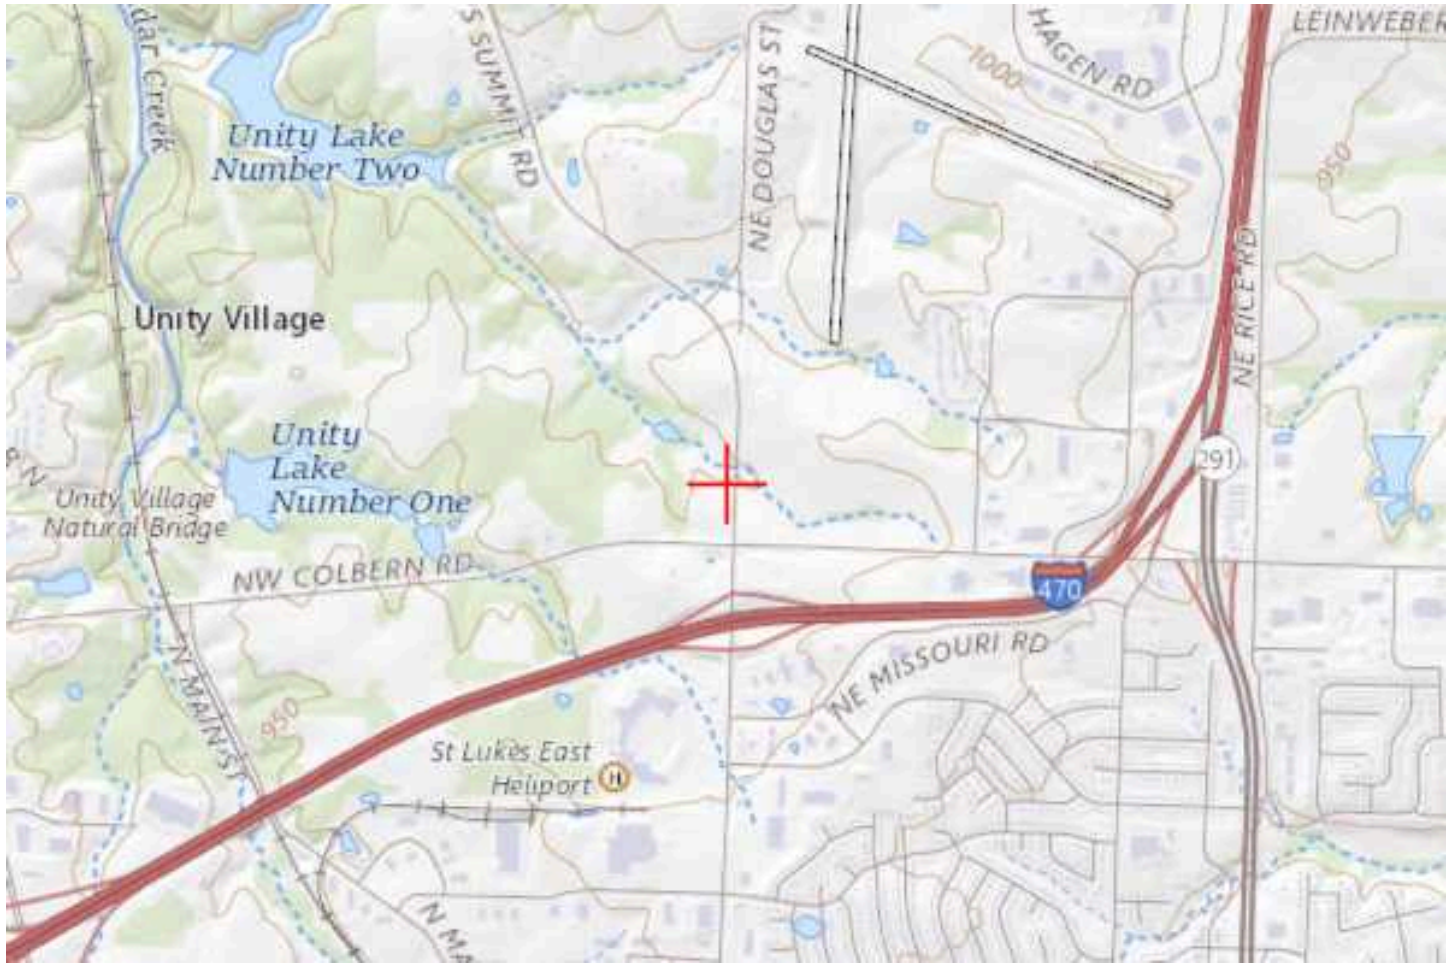 dar Creek
S SUMMIT RD
NE DOUGLAS ST
HAGEN RD
1000
LEINWEBER
Unity Lake
Number Two
950
NE RICE RD
Unity Village
Unity
Lake
Number One
R N
Unity Village
Natural Bridge
291
NW COLBERN RD
470
NE MISSOURI RD
N MAIN ST
950
St Lukes East
Heliport
H
N MA